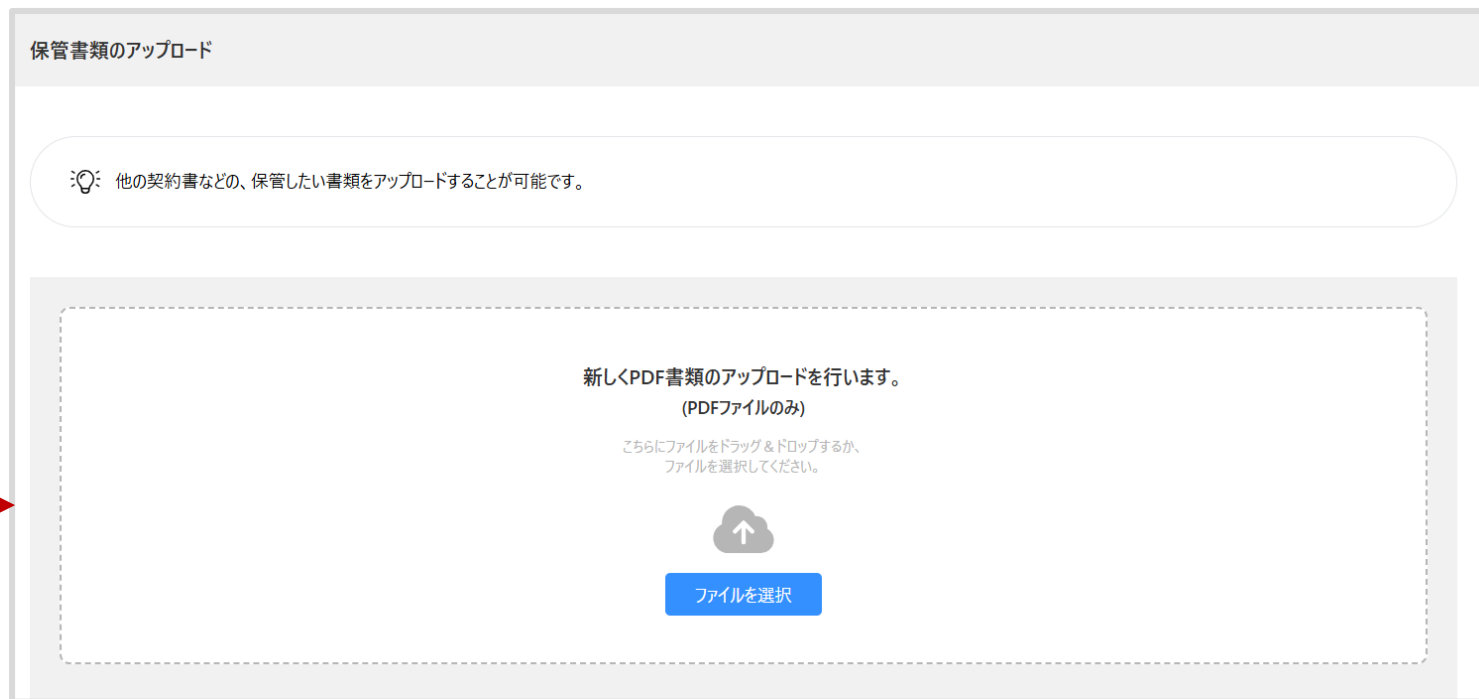 保管書類のアップロード
他の契約書などの、保管したい書類をアップロードすることが可能です。
新しくPDF書類のアップロードを行います。
(PDFファイルのみ)
こちらにファイルをドラッグ&ドロップするか、
ファイルを選択してください。
ファイルを選択